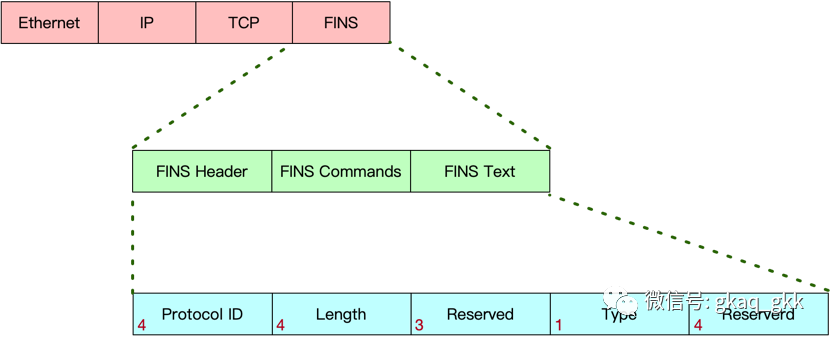 Ethernet IP TCP FINS
FINS Header FINS Commands FINS Text
Protocol ID Length Reserved Type Reserverd
4 4 3 1 4
微信号: gkaq_gkk